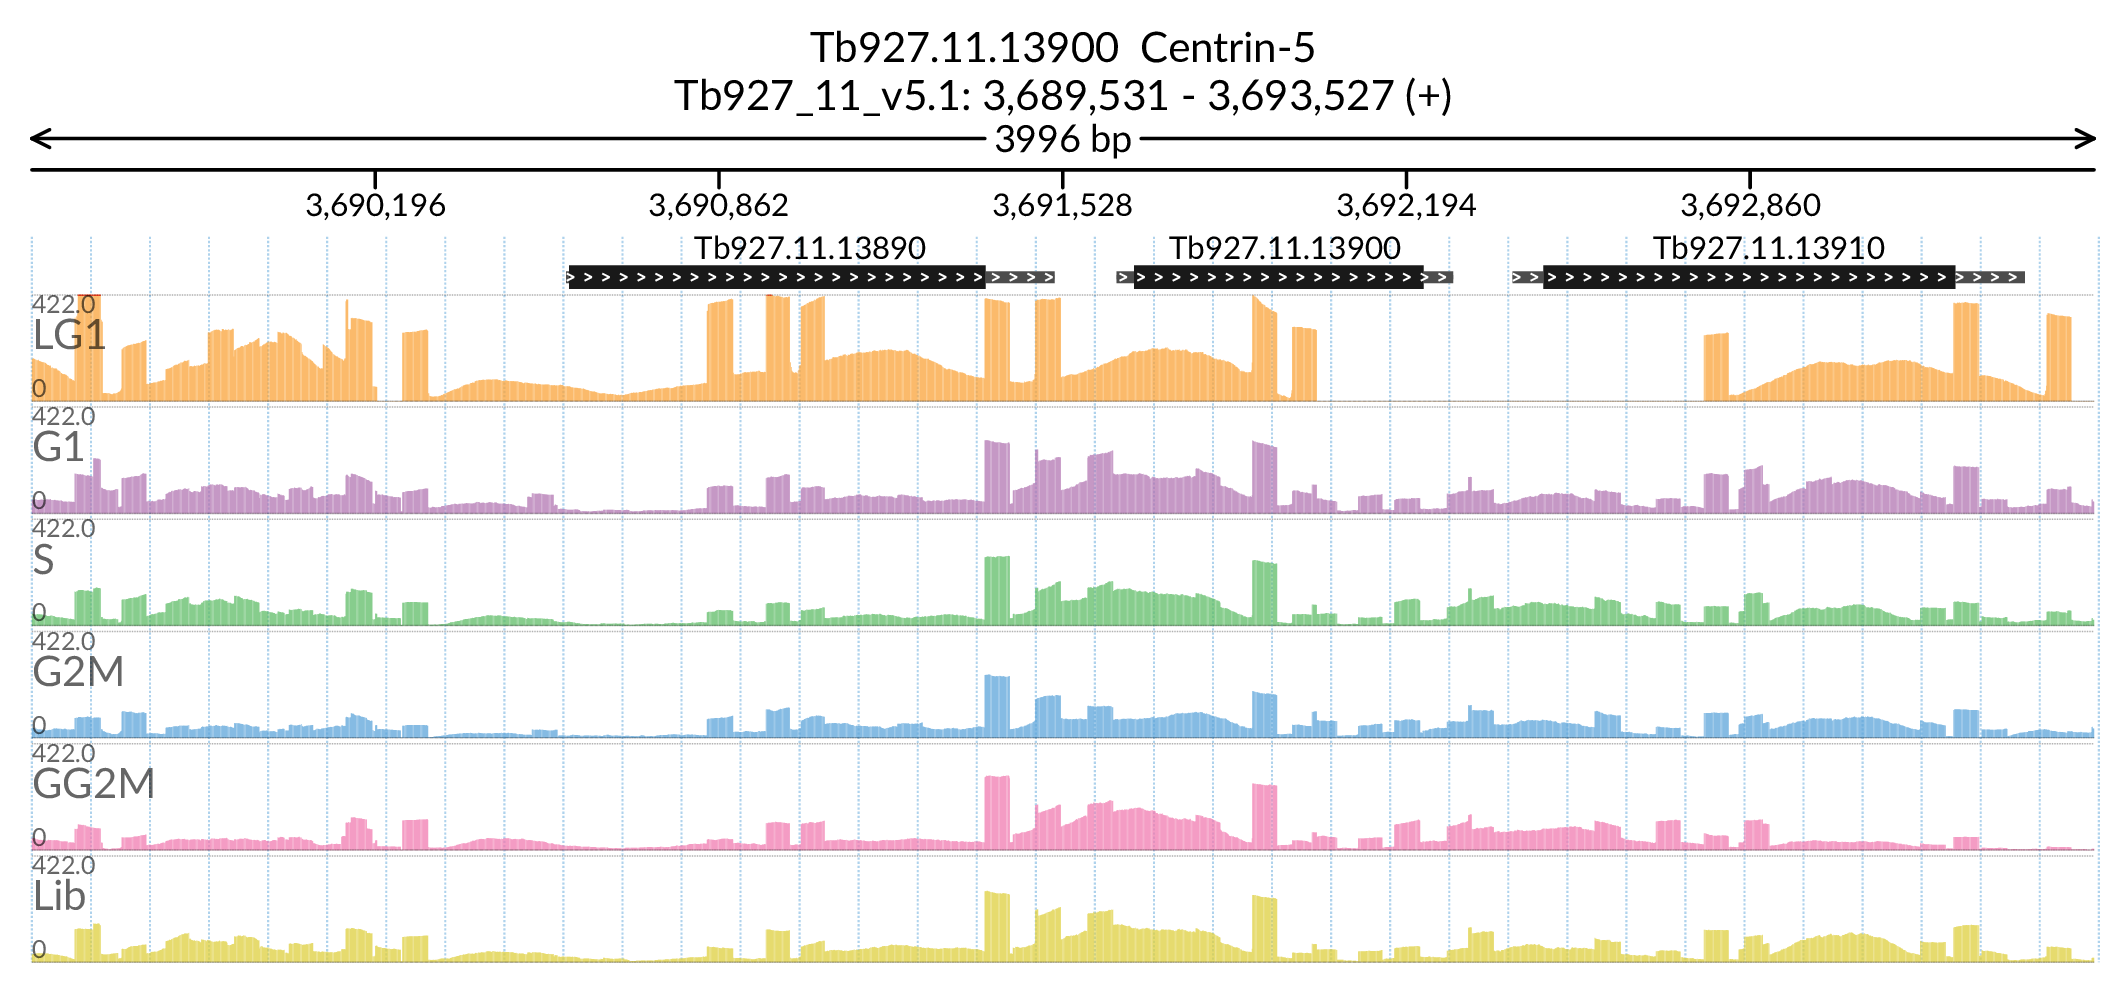 Tb927.11.13900 Centrin-5
Tb927_11_v5.1: 3,689,531 - 3,693,527 (+)
3996 bp
3,690,196 3,690,862 3,691,528 3,692,194 3,692,860
Tb927.11.13890 Tb927.11.13900 Tb927.11.13910
422.0
LG1
0
422.0
G1
0
422.0
S
0
422.0
G2M
0
422.0
GG2M
0
422.0
Lib
0